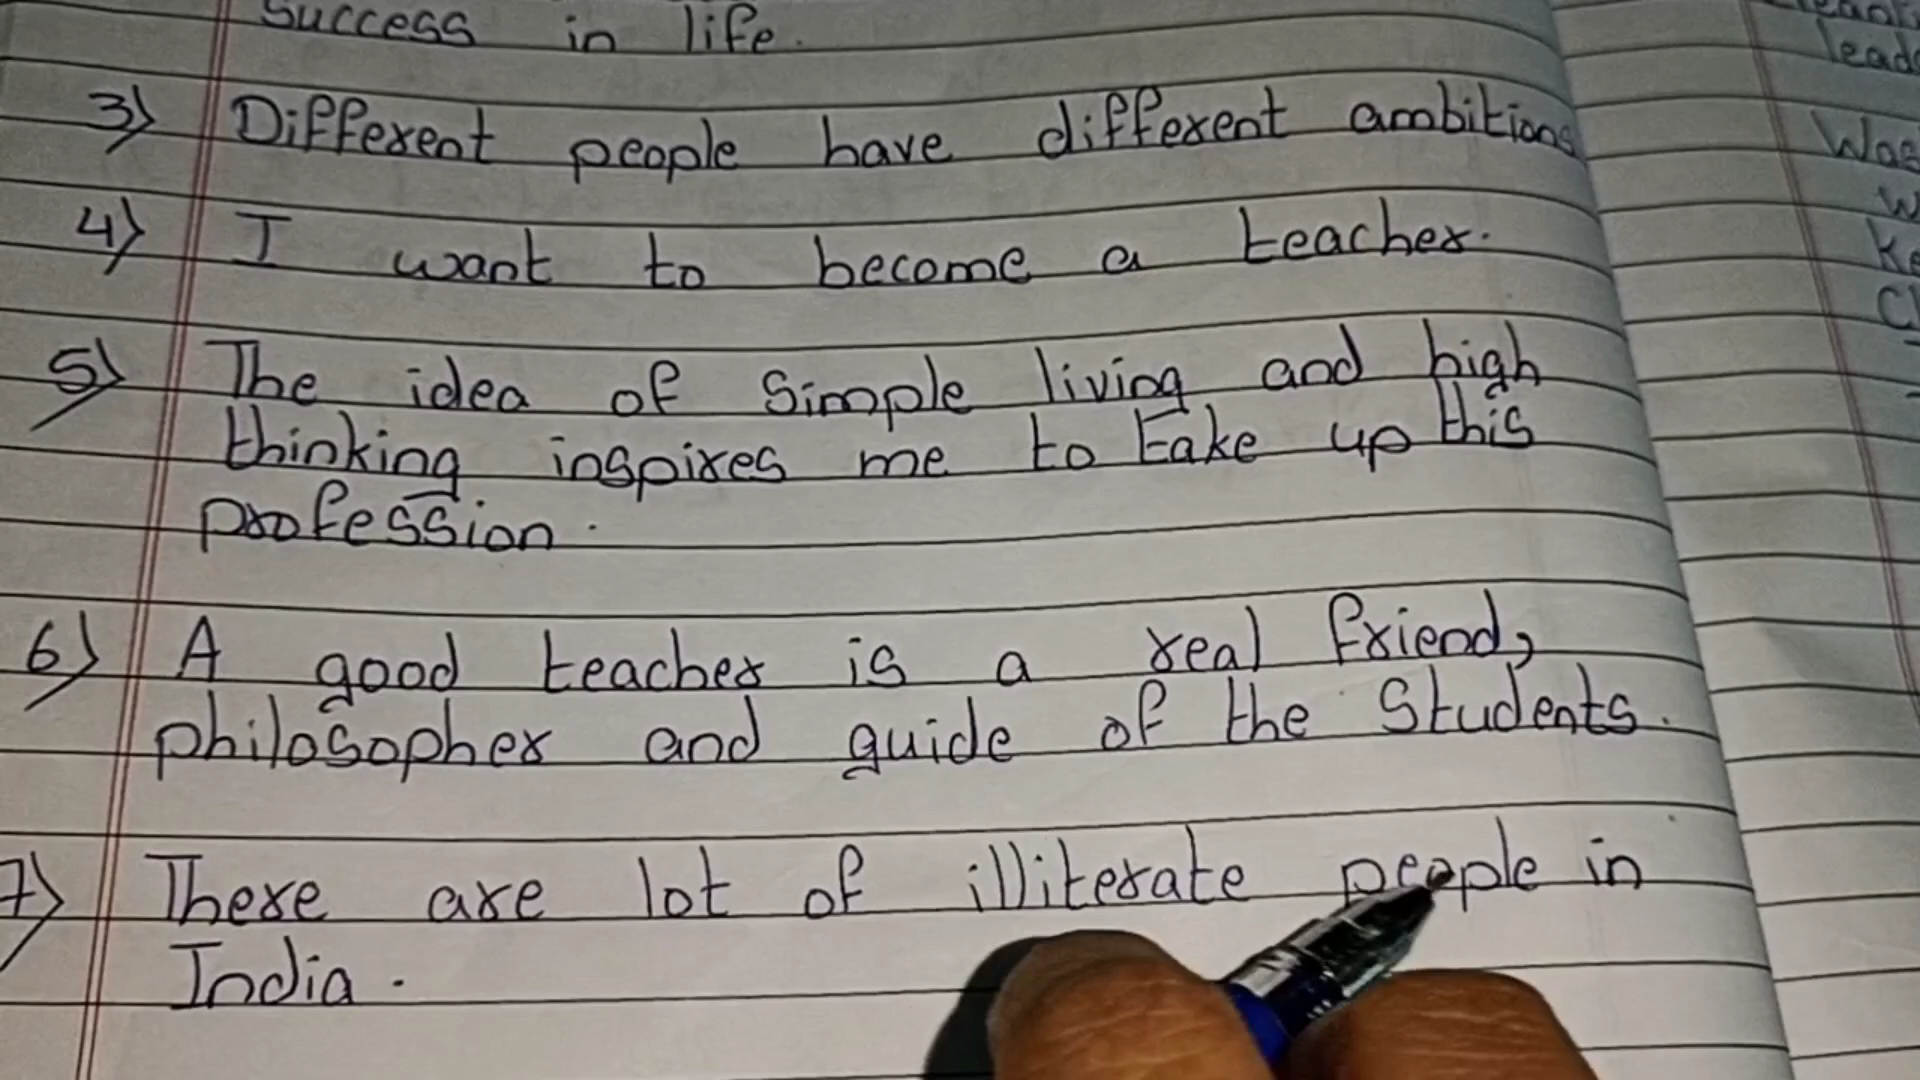 Success in life.
3) Different people have different ambitions
4) I want to become a teacher.
5) The idea of Simple living and high
thinking inspires me to take up this
profession.
6) A good teacher is a real friend,
philosopher and guide of the Students.
7) There are lot of illiterate people in
India.